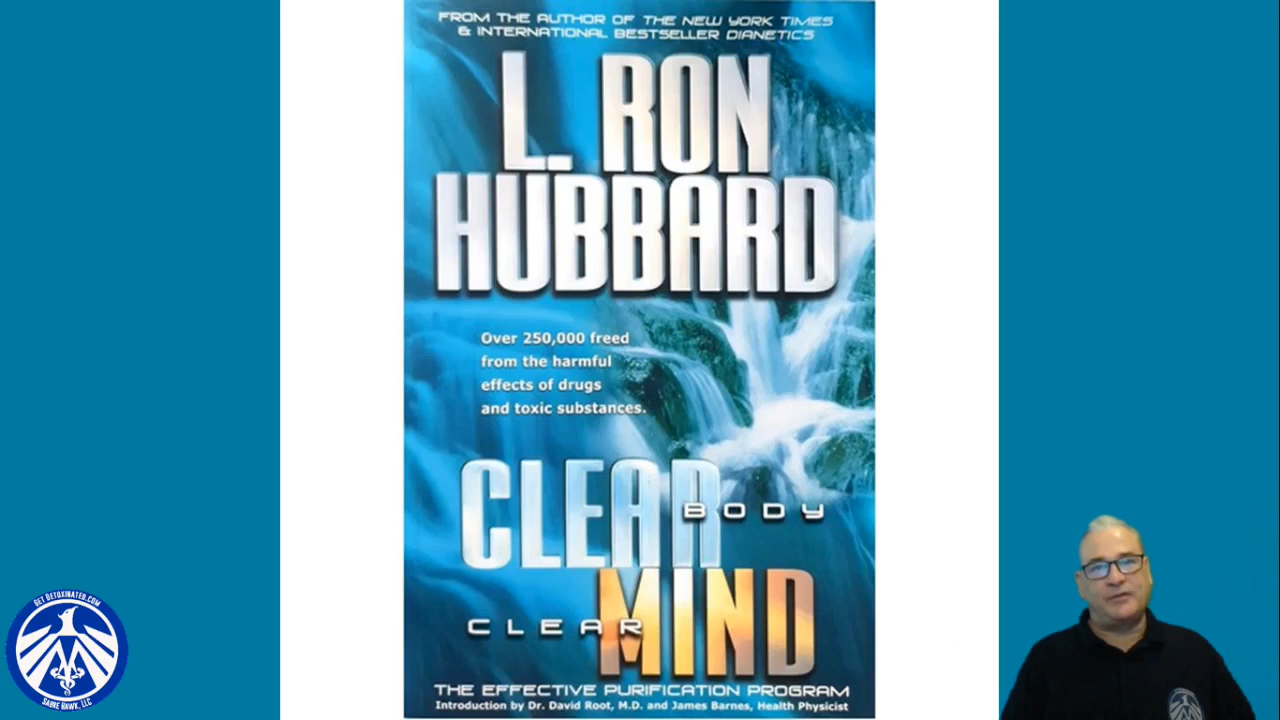 FROM THE AUTHOR OF THE NEW YORK TIMES
& INTERNATIONAL BESTSELLER DIANETICS
L. RON
HUBBARD
Over 250,000 freed
from the harmful
effects of drugs
and toxic substances.
CLEAR
BODY
CLEAR
MIND
THE EFFECTIVE PURIFICATION PROGRAM
Introduction by Dr. David Root, M.D. and James Barnes, Health Physicist
GET DETOXINATED.COM
SABRE HAWK, LLC